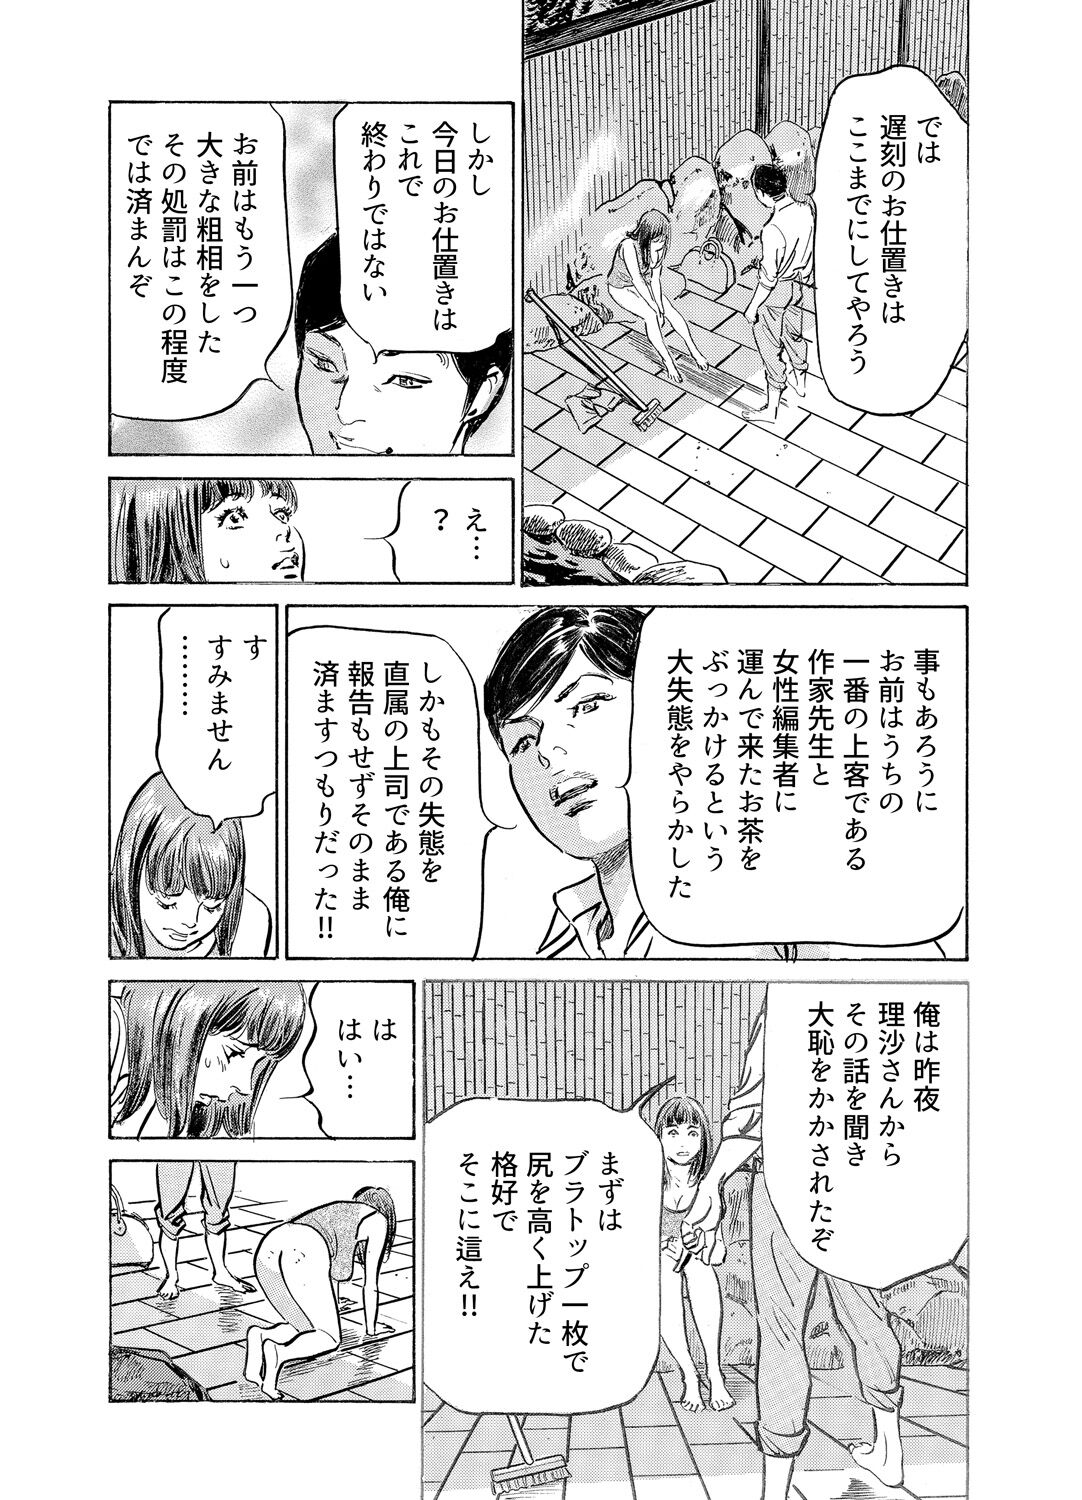 では
遅刻のお仕置きは
ここまでにしてやろう
しかし
今日のお仕置きは
これで
終わりではない
お前はもう一つ
大きな粗相をした
その処罰はこの程度
では済まんぞ
え…
？
事もあろうに
お前はうちの
一番の上客である
作家先生と
女性編集者に
運んで来たお茶を
ぶっかけるという
大失態をやらかした
しかもその失態を
直属の上司である俺に
報告もせずそのまま
済ますつもりだった!!
す
すみません
………
俺は昨夜
理沙さんから
その話を聞き
大恥をかかされたぞ
まずは
ブラトップ一枚で
尻を高く上げた
格好で
そこに這え!!
は
はい…